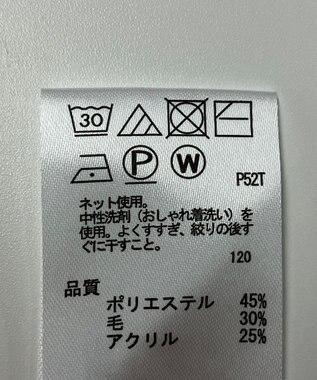 30
P W
P52T
ネット使用。
中性洗剤（おしゃれ着洗い）を
使用。よくすすぎ、絞りの後す
ぐに干すこと。
120
品質
ポリエステル 45%
毛 30%
アクリル 25%